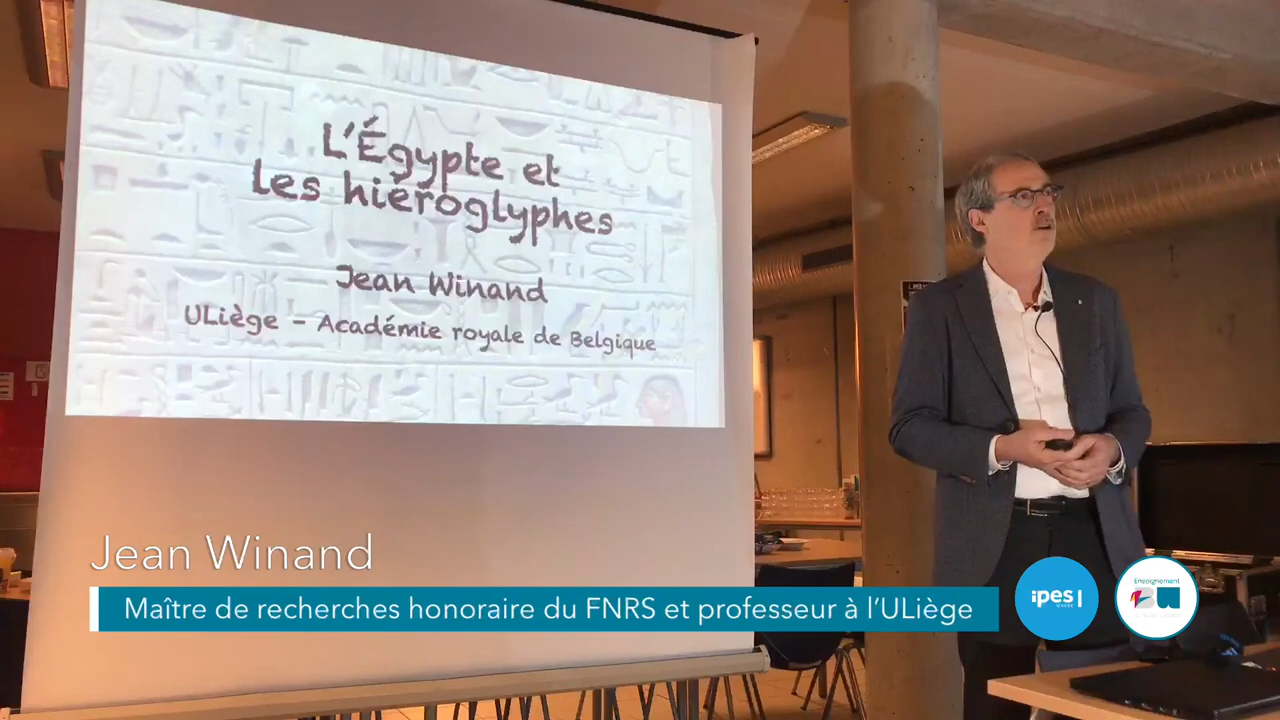 L'Égypte et
les hiéroglyphes
Jean Winand
ULiège – Académie royale de Belgique
Jean Winand
Maître de recherches honoraire du FNRS et professeur à l'ULiège
ipes
WAVRE
Enseignement